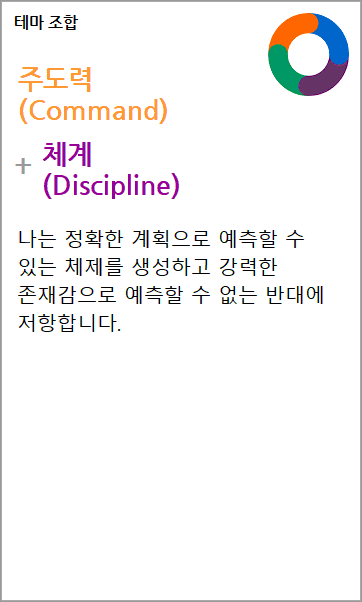 테마 조합
주도력
(Command)
+ 체계
(Discipline)
나는 정확한 계획으로 예측할 수
있는 체제를 생성하고 강력한
존재감으로 예측할 수 없는 반대에
저항합니다.